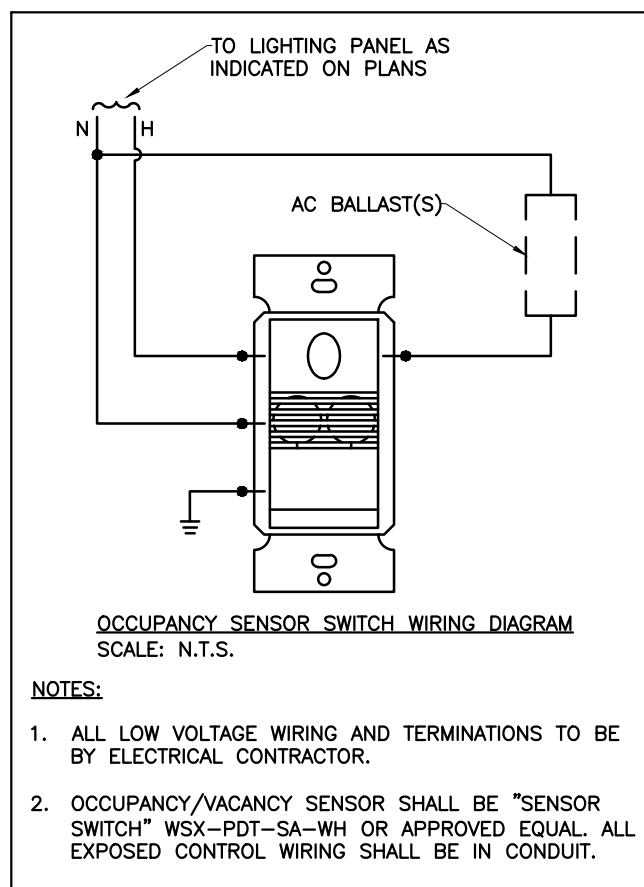 TO LIGHTING PANEL AS
INDICATED ON PLANS
N H
AC BALLAST(S)
OCCUPANCY SENSOR SWITCH WIRING DIAGRAM
SCALE: N.T.S.
NOTES:
1. ALL LOW VOLTAGE WIRING AND TERMINATIONS TO BE
BY ELECTRICAL CONTRACTOR.
2. OCCUPANCY/VACANCY SENSOR SHALL BE "SENSOR
SWITCH" WSX-PDT-SA-WH OR APPROVED EQUAL. ALL
EXPOSED CONTROL WIRING SHALL BE IN CONDUIT.